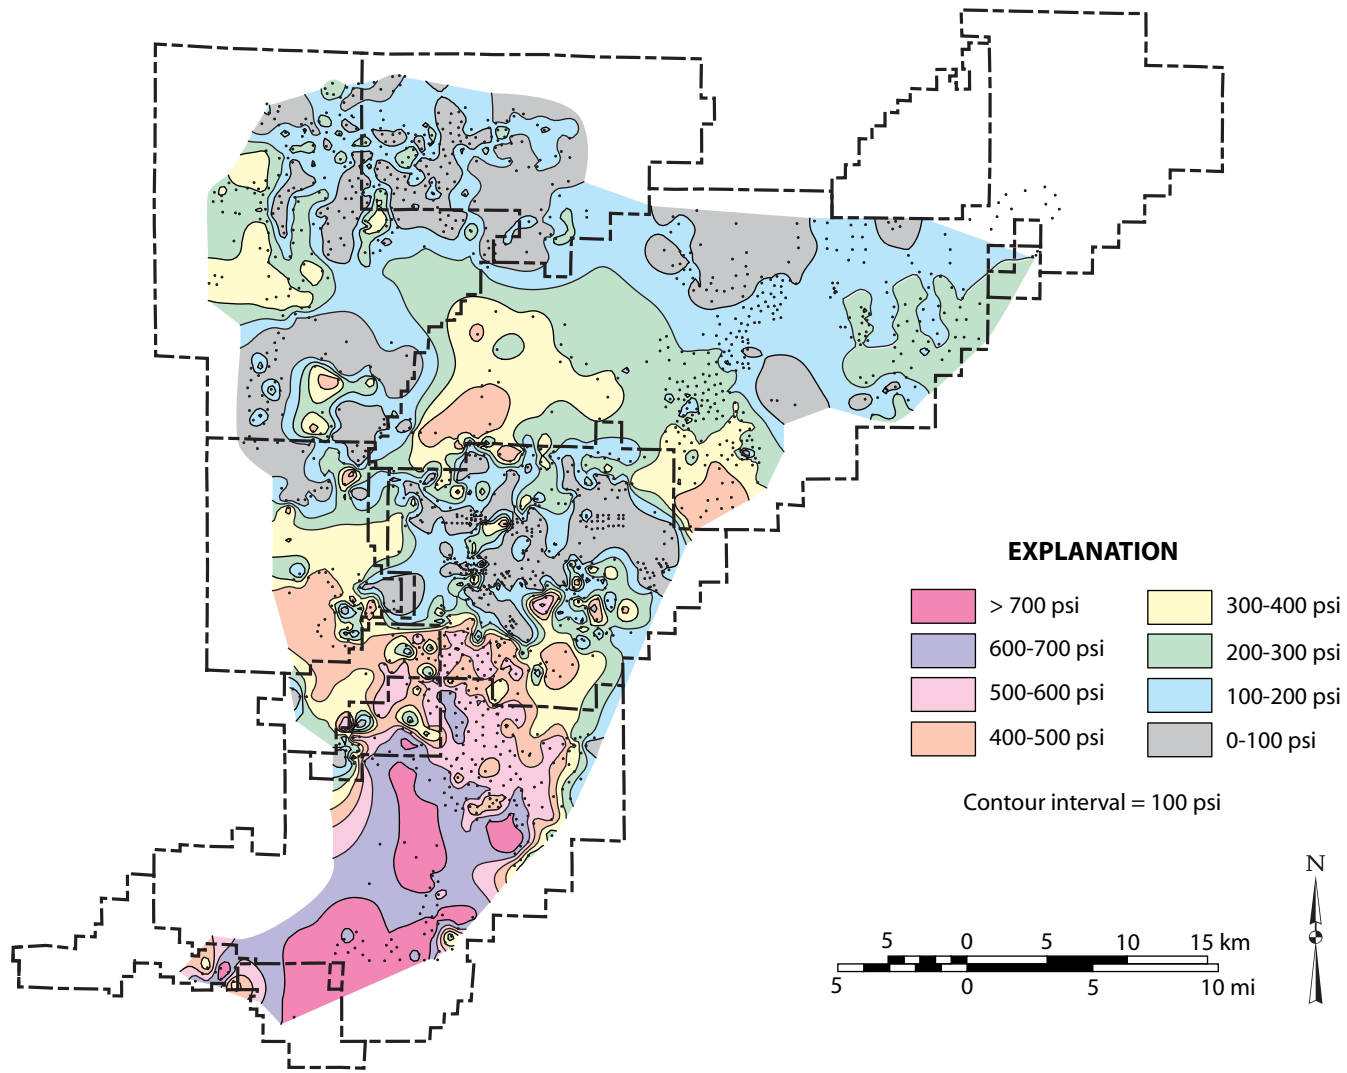 EXPLANATION
> 700 psi
600-700 psi
500-600 psi
400-500 psi
300-400 psi
200-300 psi
100-200 psi
0-100 psi
Contour interval = 100 psi
N
5 0 5 10 15 km
5 0 5 10 mi